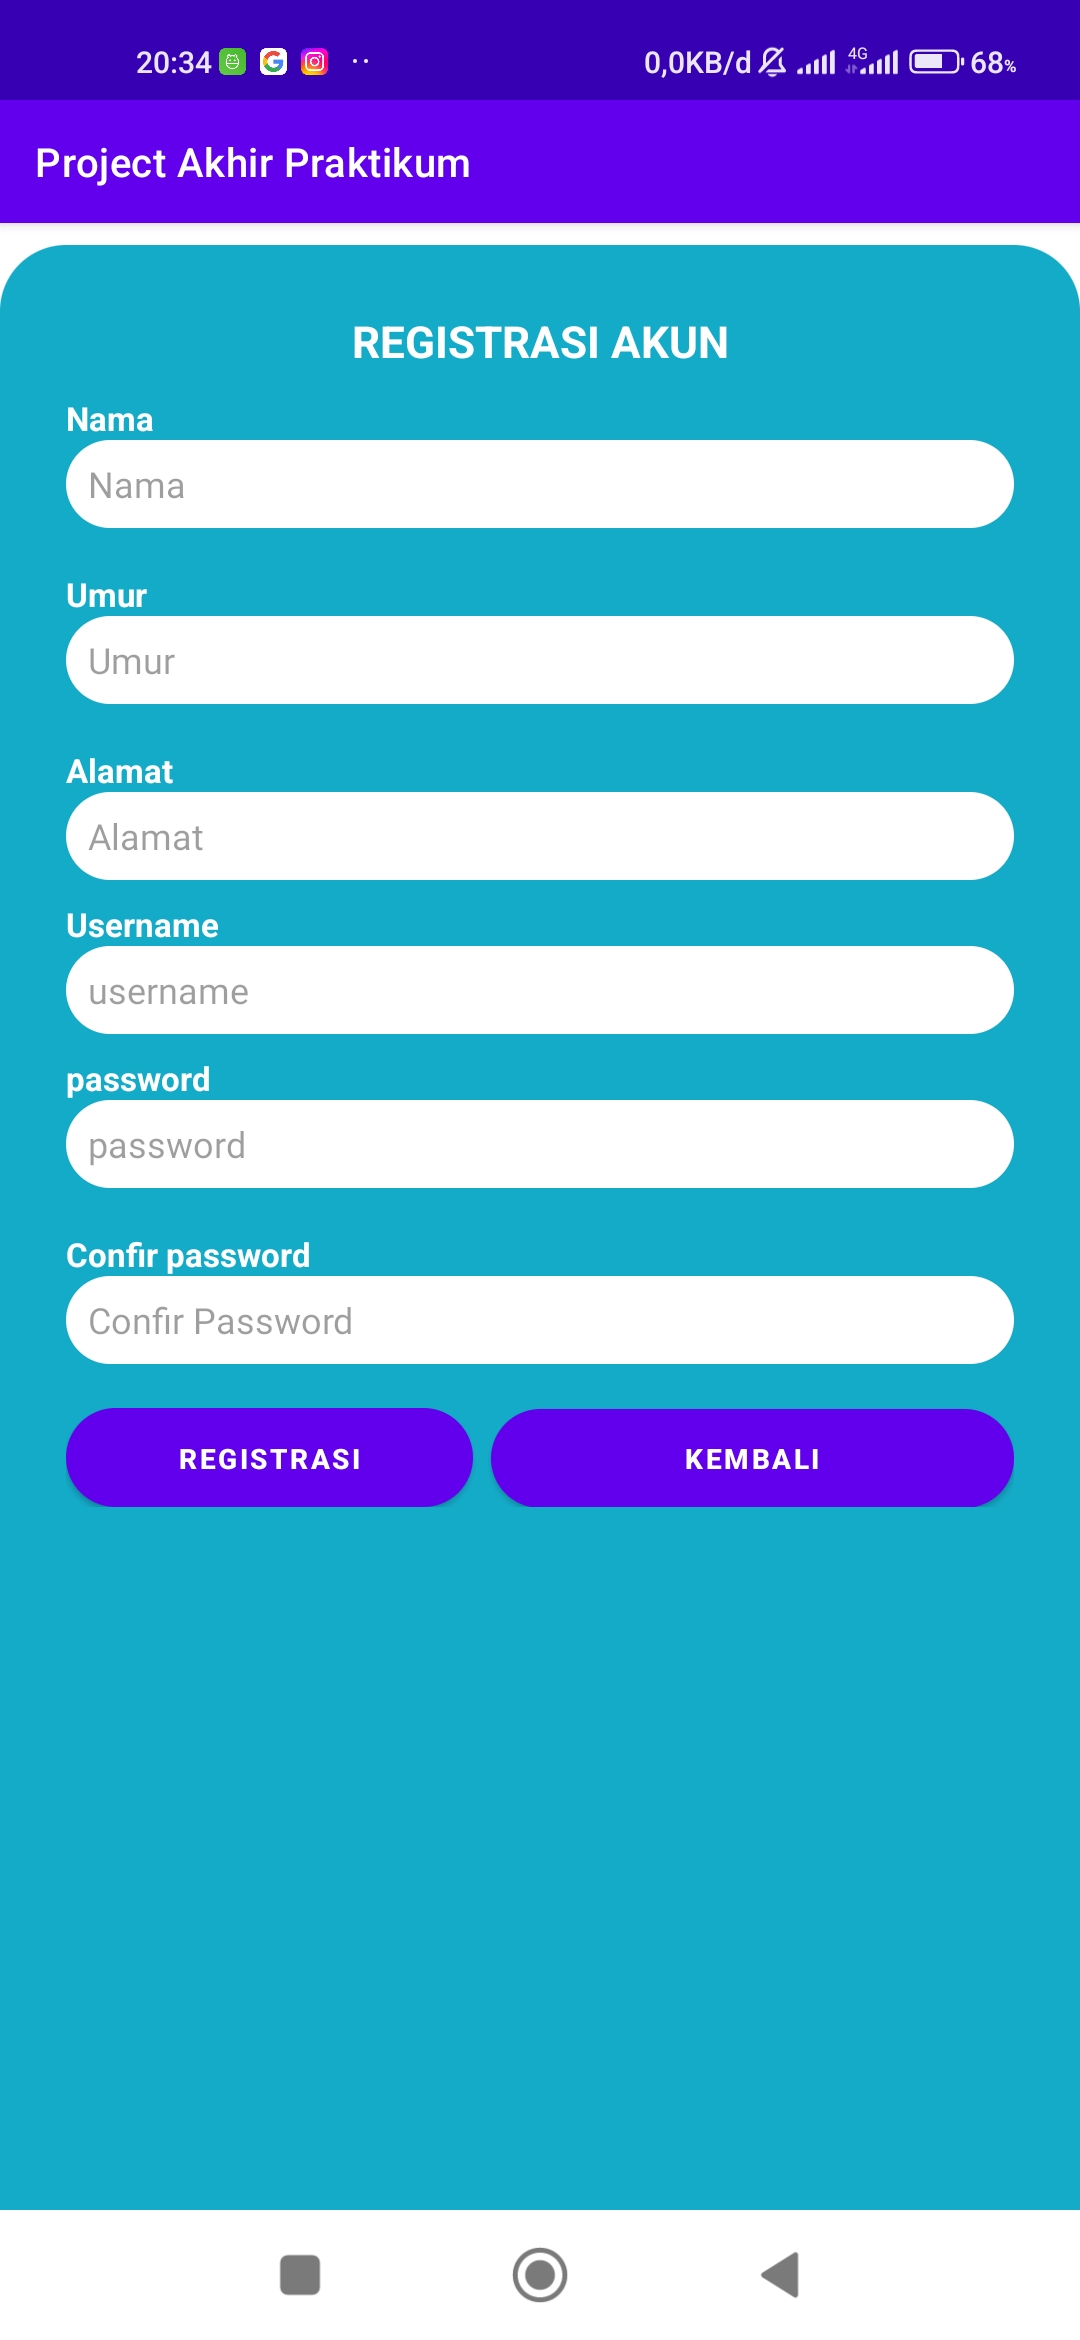 20:34 0,0KB/d 4G 68%
Project Akhir Praktikum
REGISTRASI AKUN
Nama
Nama
Umur
Umur
Alamat
Alamat
Username
username
password
password
Confir password
Confir Password
REGISTRASI KEMBALI